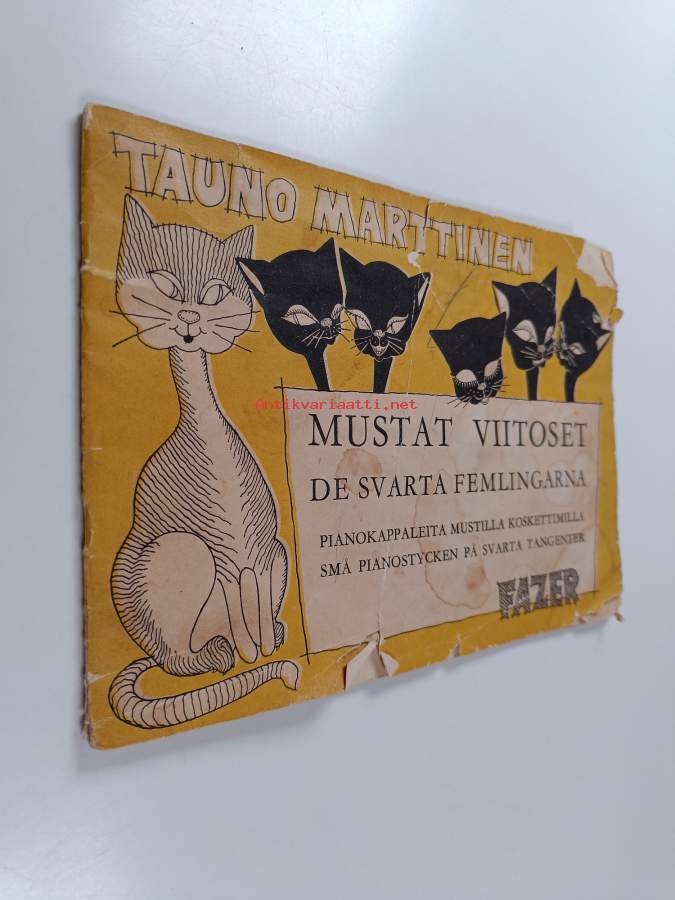 TAUNO MARTTINEN
Antikvariaatti.net
MUSTAT VIITOSET
DE SVARTA FEMLINGARNA
PIANOKAPPALEITA MUSTILLA KOSKETTIMILLA
SMÅ PIANOSTYCKEN PÅ SVARTA TANGENTER
FAZER